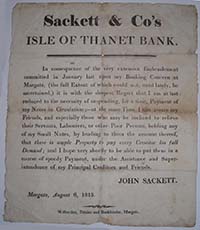 Sackett & Co's
ISLE OF THANET BANK.
In consequence of the very extensive Embezzlement
committed in January last upon my Banking Concern at
Margate, (the full Extent of which could not, until lately, be
ascertained,) it is with the deepest Regret that I am at last
reduced to the necessity of suspending, for a time, Payment of
my Notes in Circulation;—at the same Time I this assure my
Friends, and especially those who may be inclined to relieve
their Servants, Labourers, or other Poor Persons, holding any
of my Small Notes, by lending to them the amount thereof, that
there is ample Property to pay every Creditor his full
Demand; and I hope very shortly to be able to put them in a
course of speedy Payment, under the Assistance and Super-
intendance of my Principal Creditors and Friends.
JOHN SACKETT.
Margate, August 6, 1815.
Printer and Bookbinder, Margate.